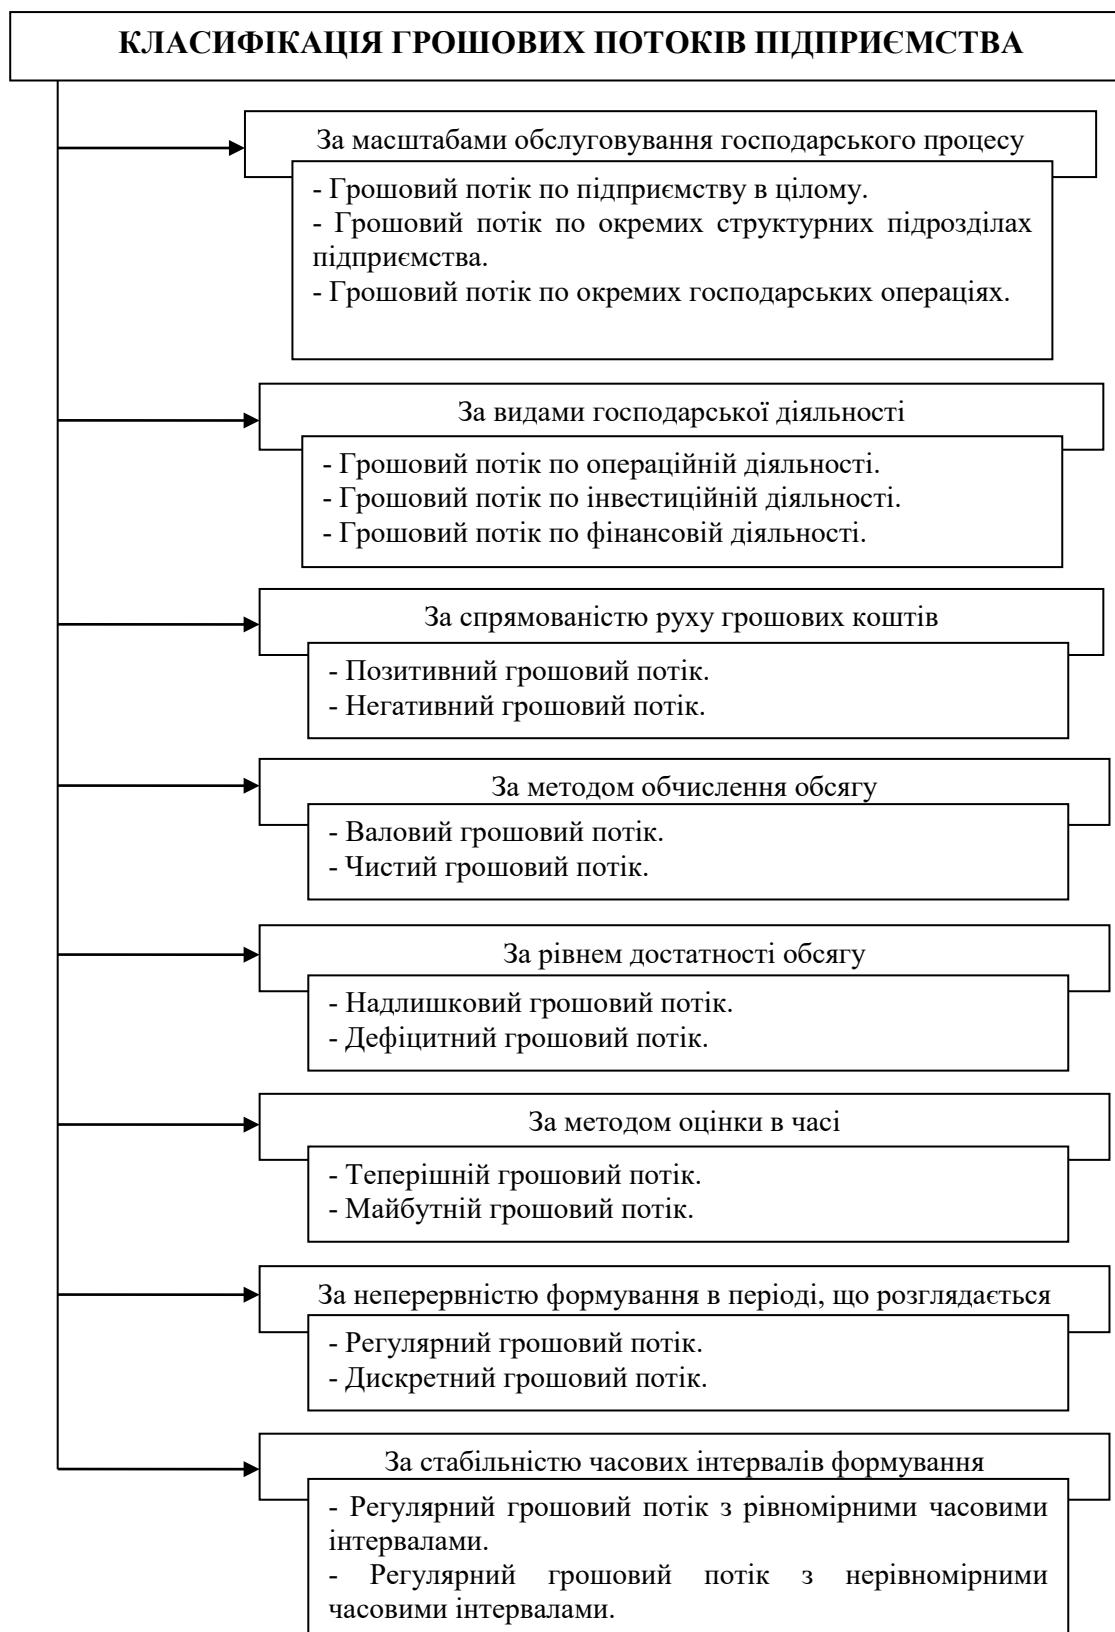 КЛАСИФІКАЦІЯ ГРОШОВИХ ПОТОКІВ ПІДПРИЄМСТВА
За масштабами обслуговування господарського процесу
- Грошовий потік по підприємству в цілому.
- Грошовий потік по окремих структурних підрозділах
підприємства.
- Грошовий потік по окремих господарських операціях.
За видами господарської діяльності
- Грошовий потік по операційній діяльності.
- Грошовий потік по інвестиційній діяльності.
- Грошовий потік по фінансовій діяльності.
За спрямованістю руху грошових коштів
- Позитивний грошовий потік.
- Негативний грошовий потік.
За методом обчислення обсягу
- Валовий грошовий потік.
- Чистий грошовий потік.
За рівнем достатності обсягу
- Надлишковий грошовий потік.
- Дефіцитний грошовий потік.
За методом оцінки в часі
- Теперішній грошовий потік.
- Майбутній грошовий потік.
За неперервністю формування в періоді, що розглядається
- Регулярний грошовий потік.
- Дискретний грошовий потік.
За стабільністю часових інтервалів формування
- Регулярний грошовий потік з рівномірними часовими
інтервалами.
- Регулярний грошовий потік з нерівномірними
часовими інтервалами.